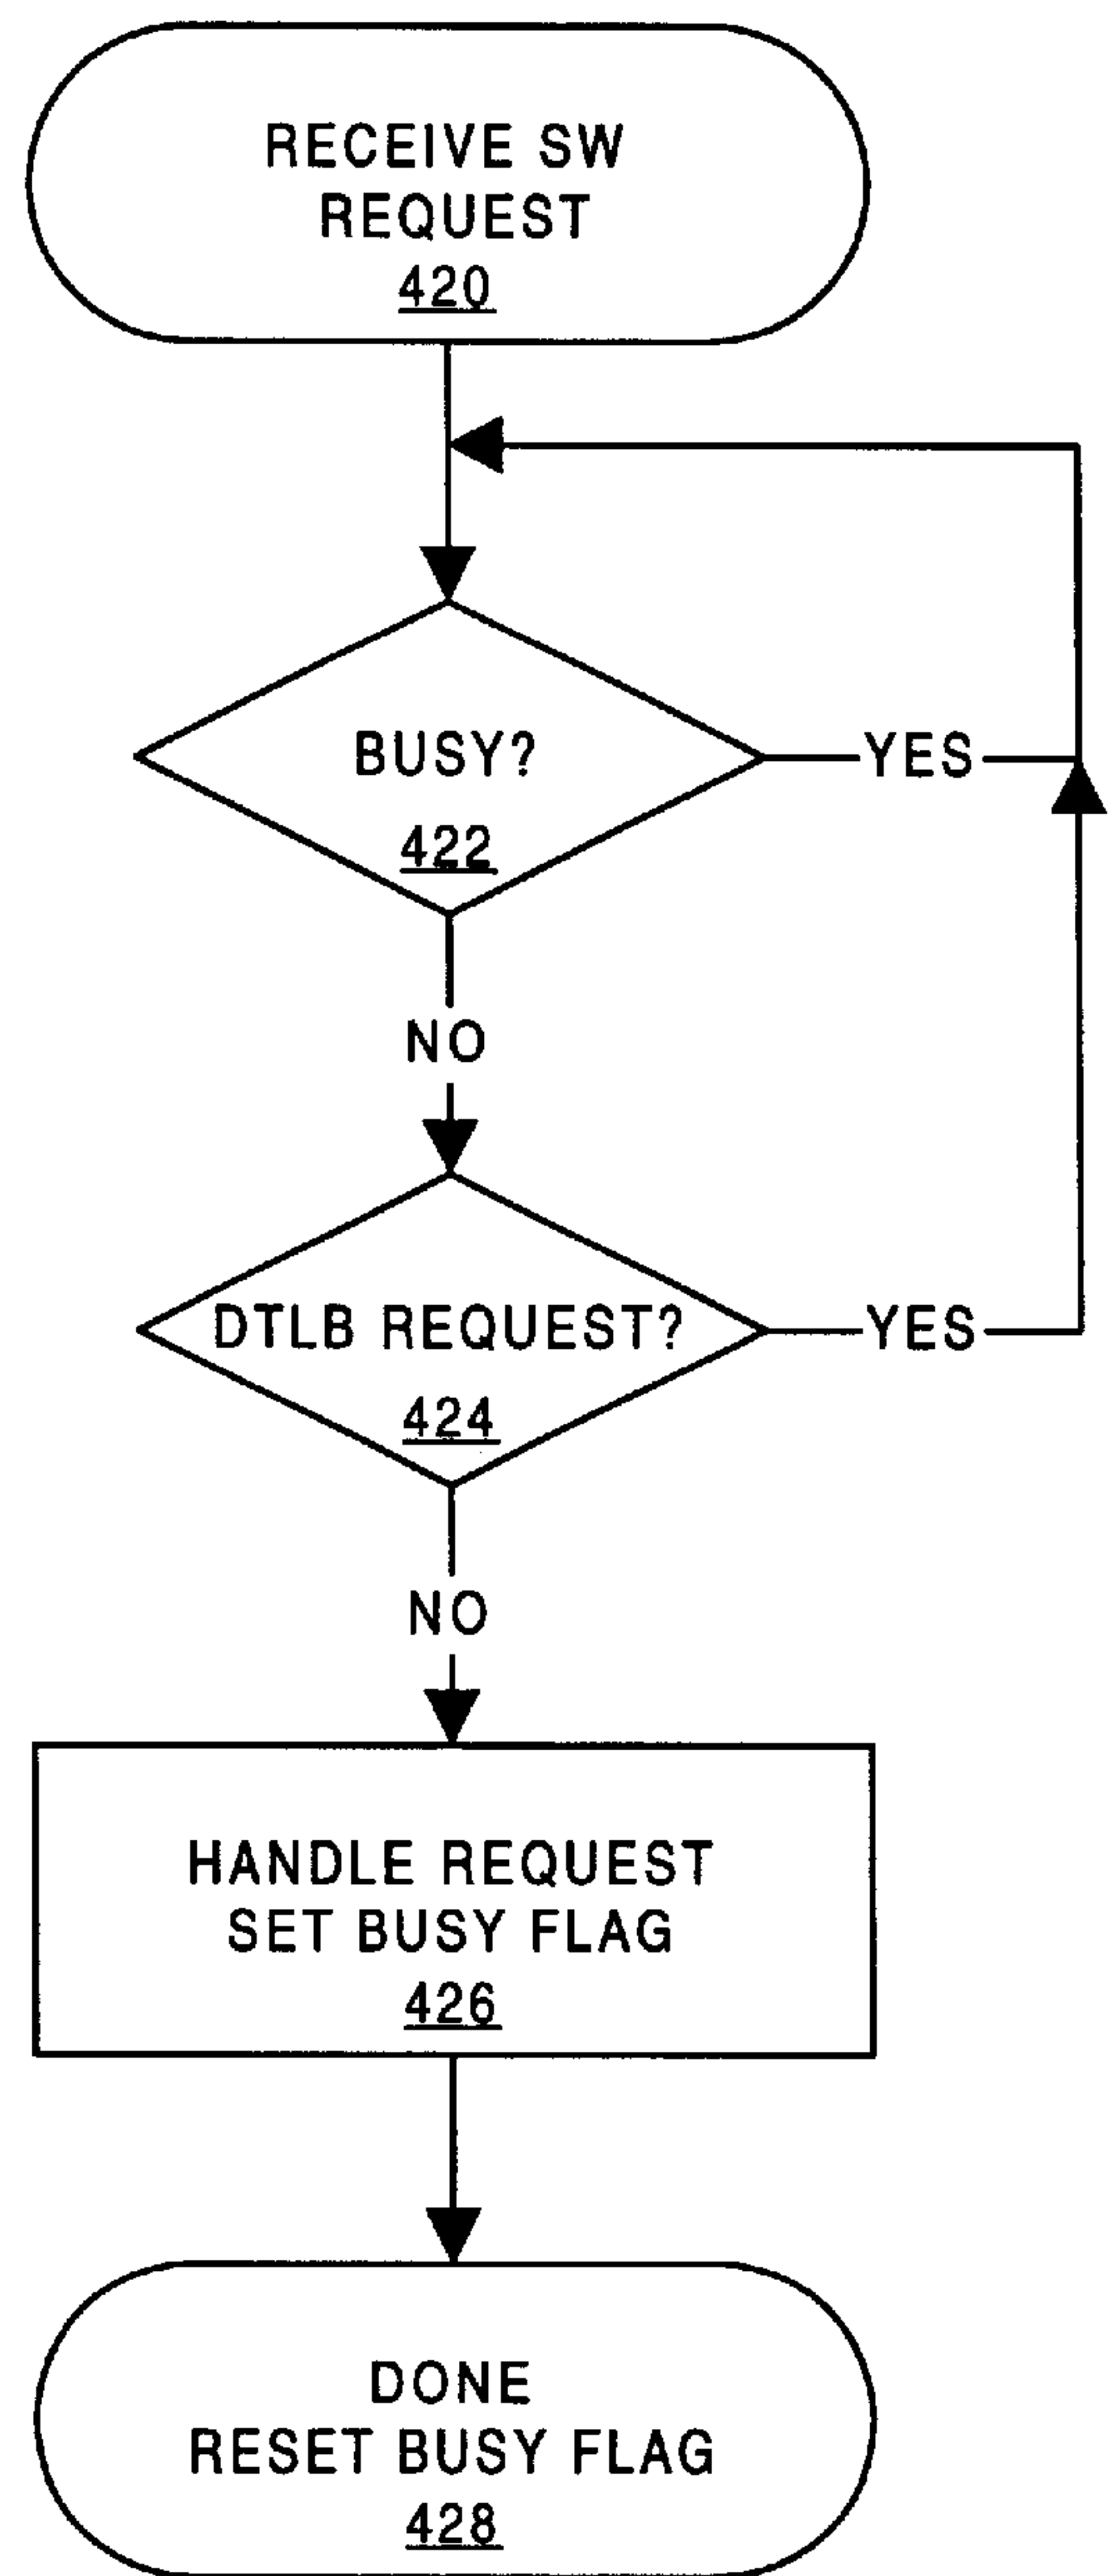 RECEIVE SW
REQUEST
420
BUSY?
YES
422
NO
DTLB REQUEST?
YES
424
NO
HANDLE REQUEST
SET BUSY FLAG
426
DONE
RESET BUSY FLAG
428